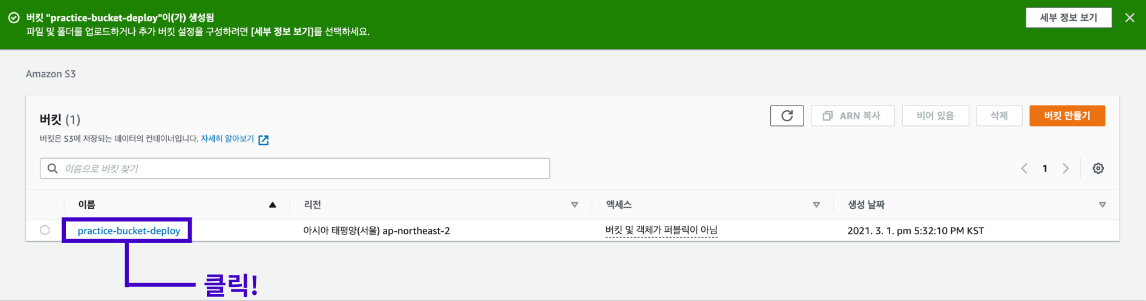 버킷 "practice-bucket-deploy"이(가) 생성됨
파일 및 폴더를 업로드하거나 추가 버킷 설정을 구성하려면 [세부 정보 보기]를 선택하세요.
세부 정보 보기
Amazon S3
버킷 (1)
버킷은 S3에 저장되는 데이터의 컨테이너입니다. 자세히 알아보기
ARN 복사
비어 있음
삭제
버킷 만들기
이름으로 버킷 찾기
1
이름 리전 액세스 생성 날짜
practice-bucket-deploy 아시아 태평양(서울) ap-northeast-2 버킷 및 객체가 퍼블릭이 아님 2021. 3. 1. pm 5:32:10 PM KST
클릭!